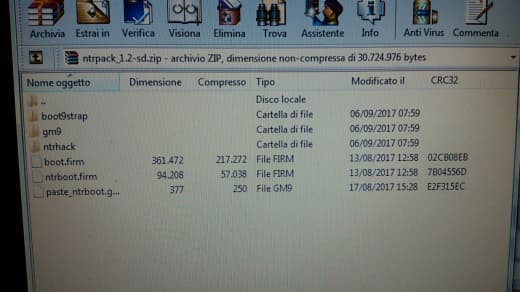 Archivia Estrai in Verifica Visiona Elimina Trova Assistente Info Anti Virus Commenta
ntrpack_1.2-sd.zip - archivio ZIP, dimensione non-compressa di 30.724.976 bytes
Nome oggetto Dimensione Compresso Tipo Modificato il CRC32
.. Disco locale
boot9strap Cartella di file 06/09/2017 07:59
gm9 Cartella di file 06/09/2017 07:59
ntrhack Cartella di file 06/09/2017 07:59
boot.firm 361.472 217.272 File FIRM 13/08/2017 12:58 02CB08EB
ntrboot.firm 94.208 57.038 File FIRM 13/08/2017 12:58 7B04556D
paste_ntrboot.g... 377 250 File GM9 17/08/2017 15:28 E2F315EC